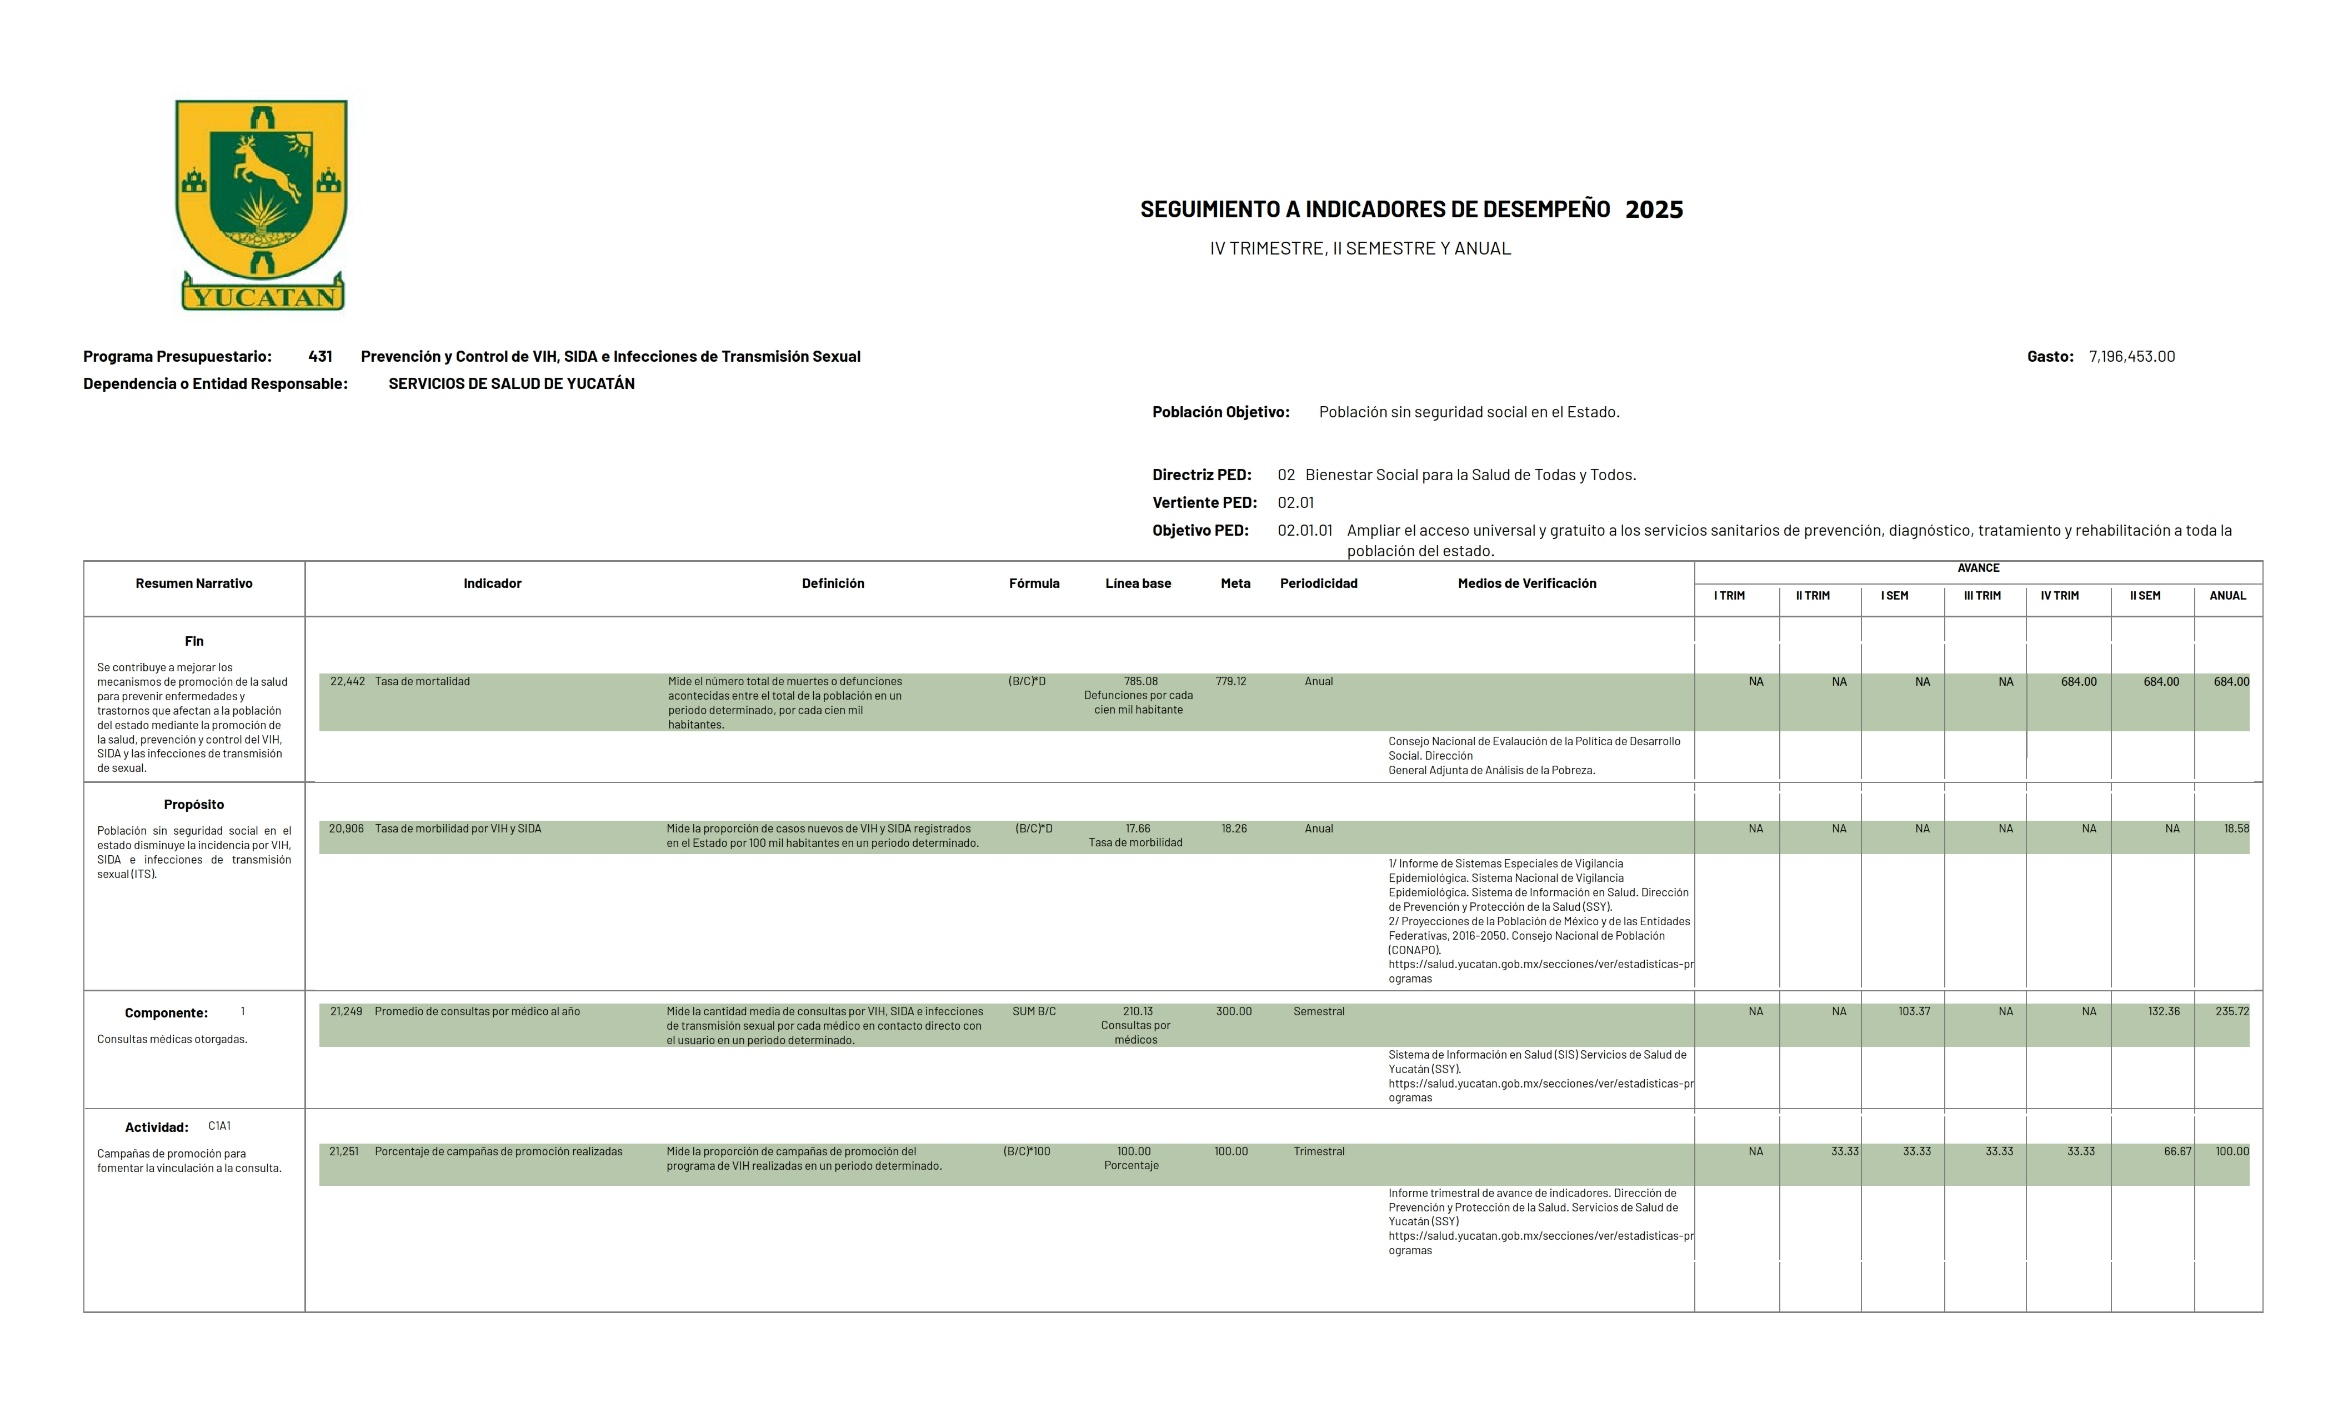 YUCATAN
SEGUIMIENTO A INDICADORES DE DESEMPEÑO 2025
IV TRIMESTRE, II SEMESTRE Y ANUAL
Programa Presupuestario: 431 Prevención y Control de VIH, SIDA e Infecciones de Transmisión Sexual
Gasto: 7,196,453.00
Dependencia o Entidad Responsable: SERVICIOS DE SALUD DE YUCATÁN
Población Objetivo: Población sin seguridad social en el Estado.
Directriz PED: 02 Bienestar Social para la Salud de Todas y Todos.
Vertiente PED: 02.01
Objetivo PED: 02.01.01 Ampliar el acceso universal y gratuito a los servicios sanitarios de prevención, diagnóstico, tratamiento y rehabilitación a toda la
población del estado.
Resumen Narrativo Indicador Definición Fórmula Línea base Meta Periodicidad Medios de Verificación
AVANCE
I TRIM II TRIM I SEM III TRIM IV TRIM II SEM ANUAL
Fin
Se contribuye a mejorar los
mecanismos de promoción de la salud
para prevenir enfermedades y
trastornos que afectan a la población
del estado mediante la promoción de
la salud, prevención y control del VIH,
SIDA y las infecciones de transmisión
de sexual.
22,442 Tasa de mortalidad
Mide el número total de muertes o defunciones
acontecidas entre el total de la población en un
periodo determinado, por cada cien mil
habitantes.
(B/C)*D
785.08
Defunciones por cada
cien mil habitante
779.12
Anual
NA NA NA NA 684.00 684.00 684.00
Consejo Nacional de Evalaución de la Política de Desarrollo
Social. Dirección
General Adjunta de Análisis de la Pobreza.
Propósito
Población sin seguridad social en el
estado disminuye la incidencia por VIH,
SIDA e infecciones de transmisión
sexual (ITS).
20,906 Tasa de morbilidad por VIH y SIDA
Mide la proporción de casos nuevos de VIH y SIDA registrados
en el Estado por 100 mil habitantes en un periodo determinado.
(B/C)*D
17.66
Tasa de morbilidad
18.26
Anual
NA NA NA NA NA NA 18.58
1/ Informe de Sistemas Especiales de Vigilancia
Epidemiológica. Sistema Nacional de Vigilancia
Epidemiológica. Sistema de Información en Salud. Dirección
de Prevención y Protección de la Salud (SSY).
2/ Proyecciones de la Población de México y de las Entidades
Federativas, 2016-2050. Consejo Nacional de Población
(CONAPO).
https://salud.yucatan.gob.mx/secciones/ver/estadisticas-pr
ogramas
Componente: 1
Consultas médicas otorgadas.
21,249 Promedio de consultas por médico al año
Mide la cantidad media de consultas por VIH, SIDA e infecciones
de transmisión sexual por cada médico en contacto directo con
el usuario en un periodo determinado.
SUM B/C
210.13
Consultas por
médicos
300.00
Semestral
NA NA 103.37 NA NA 132.36 235.72
Sistema de Información en Salud (SIS) Servicios de Salud de
Yucatán (SSY).
https://salud.yucatan.gob.mx/secciones/ver/estadisticas-pr
ogramas
Actividad: C1A1
Campañas de promoción para
fomentar la vinculación a la consulta.
21,251 Porcentaje de campañas de promoción realizadas
Mide la proporción de campañas de promoción del
programa de VIH realizadas en un periodo determinado.
(B/C)*100
100.00
Porcentaje
100.00
Trimestral
NA 33.33 33.33 33.33 33.33 66.67 100.00
Informe trimestral de avance de indicadores. Dirección de
Prevención y Protección de la Salud. Servicios de Salud de
Yucatán (SSY)
https://salud.yucatan.gob.mx/secciones/ver/estadisticas-pr
ogramas